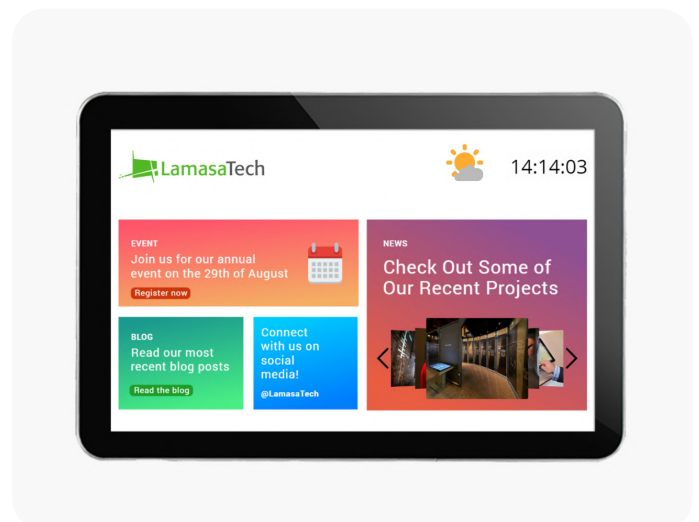 LamasaTech
14:14:03
EVENT
Join us for our annual
event on the 29th of August
Register now
NEWS
Check Out Some of
Our Recent Projects
BLOG
Read our most
recent blog posts
Read the blog
Connect
with us on
social
media!
@LamasaTech